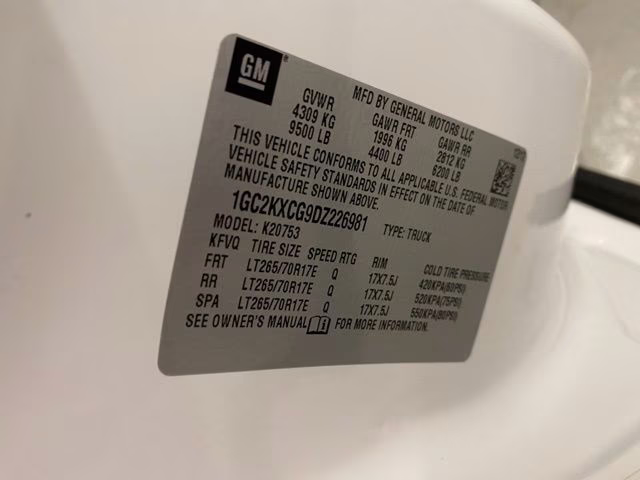 GM
MFD BY GENERAL MOTORS LLC
GVWR GAWR FRT GAWR RR
4309 KG 1996 KG 2812 KG
9500 LB 4400 LB 6200 LB
THIS VEHICLE CONFORMS TO ALL APPLICABLE U.S. FEDERAL MOTOR
VEHICLE SAFETY STANDARDS IN EFFECT ON THE DATE OF
MANUFACTURE SHOWN ABOVE.
1GC2KXCG9DZ226981
MODEL: K20753 TYPE: TRUCK
KFVQ TIRE SIZE SPEED RTG RIM COLD TIRE PRESSURE
FRT LT265/70R17E Q 17X7.5J 420KPA(60PSI)
RR LT265/70R17E Q 17X7.5J 520KPA(75PSI)
SPA LT265/70R17E Q 17X7.5J 550KPA(80PSI)
SEE OWNER'S MANUAL FOR MORE INFORMATION.